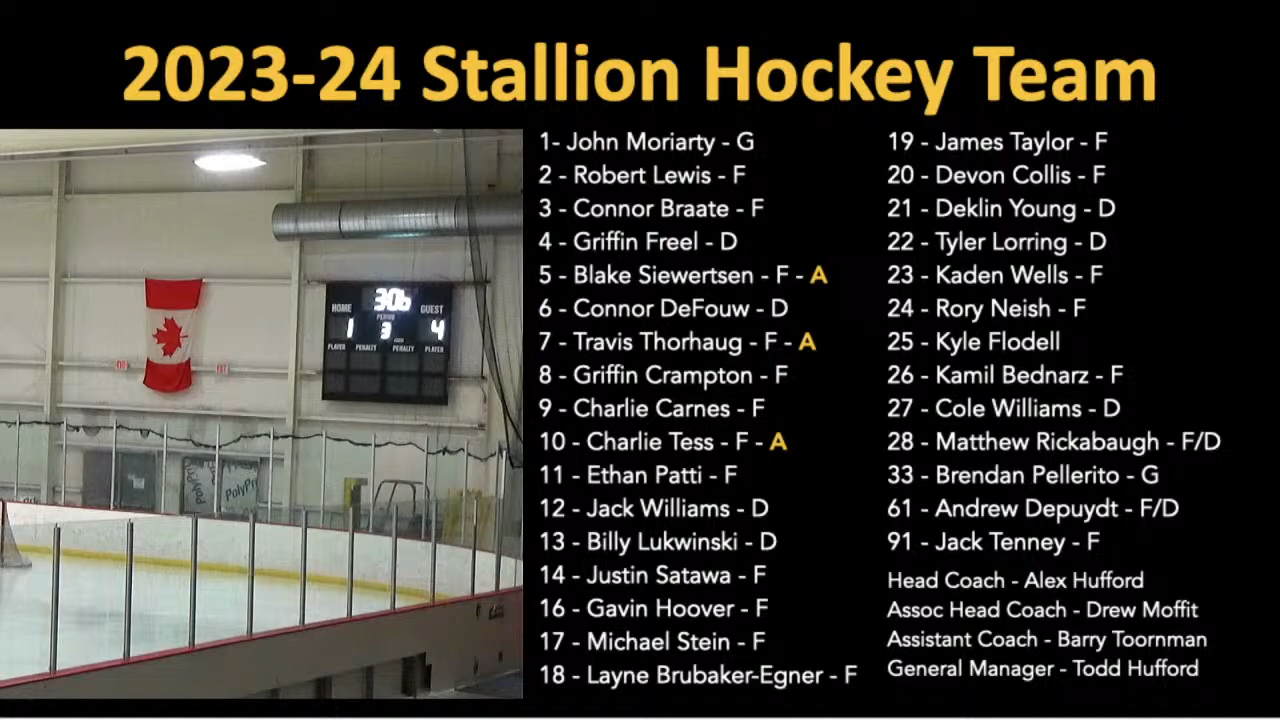 2023-24 Stallion Hockey Team
1- John Moriarty - G
2 - Robert Lewis - F
3 - Connor Braate - F
4 - Griffin Freel - D
5 - Blake Siewertsen - F - A
6 - Connor DeFouw - D
7 - Travis Thorhaug - F - A
8 - Griffin Crampton - F
9 - Charlie Carnes - F
10 - Charlie Tess - F - A
11 - Ethan Patti - F
12 - Jack Williams - D
13 - Billy Lukwinski - D
14 - Justin Satawa - F
16 - Gavin Hoover - F
17 - Michael Stein - F
18 - Layne Brubaker-Egner - F
19 - James Taylor - F
20 - Devon Collis - F
21 - Deklin Young - D
22 - Tyler Lorring - D
23 - Kaden Wells - F
24 - Rory Neish - F
25 - Kyle Flodell
26 - Kamil Bednarz - F
27 - Cole Williams - D
28 - Matthew Rickabaugh - F/D
33 - Brendan Pellerito - G
61 - Andrew Depuydt - F/D
91 - Jack Tenney - F
Head Coach - Alex Hufford
Assoc Head Coach - Drew Moffit
Assistant Coach - Barry Toornman
General Manager - Todd Hufford
HOME GUEST
PERIOD
1 3 4
PLAYER PENALTY PENALTY PLAYER